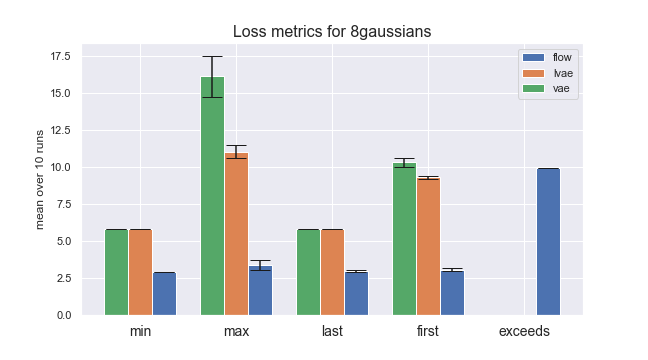 Loss metrics for 8gaussians
flow
lvae
vae
17.5
15.0
12.5
10.0
7.5
5.0
2.5
0.0
mean over 10 runs
min max last first exceeds